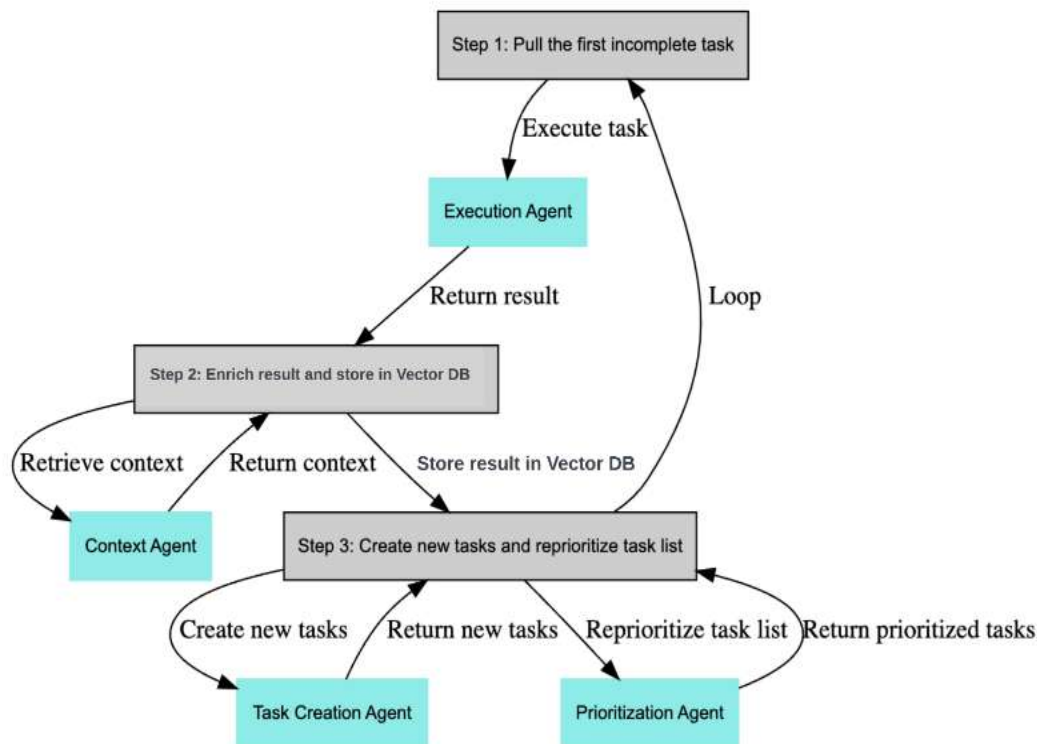 Step 1: Pull the first incomplete task
Execute task
Execution Agent
Return result
Loop
Step 2: Enrich result and store in Vector DB
Retrieve context
Return context
Store result in Vector DB
Context Agent
Step 3: Create new tasks and reprioritize task list
Create new tasks
Return new tasks
Reprioritize task list
Return prioritized tasks
Task Creation Agent
Prioritization Agent